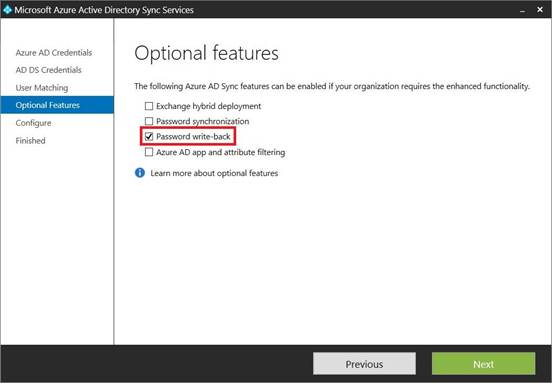 Microsoft Azure Active Directory Sync Services
Azure AD Credentials
AD DS Credentials
User Matching
Optional Features
Configure
Finished
Optional features
The following Azure AD Sync features can be enabled if your organization requires the enhanced functionality.
Exchange hybrid deployment
Password synchronization
Password write-back
Azure AD app and attribute filtering
Learn more about optional features
Previous
Next